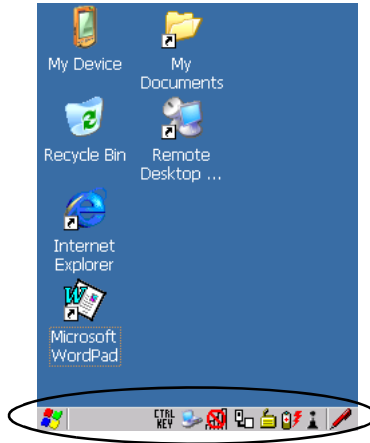 My Device
My
Documents
Recycle Bin
Remote
Desktop ...
Internet
Explorer
Microsoft
WordPad
CTRL
KEY